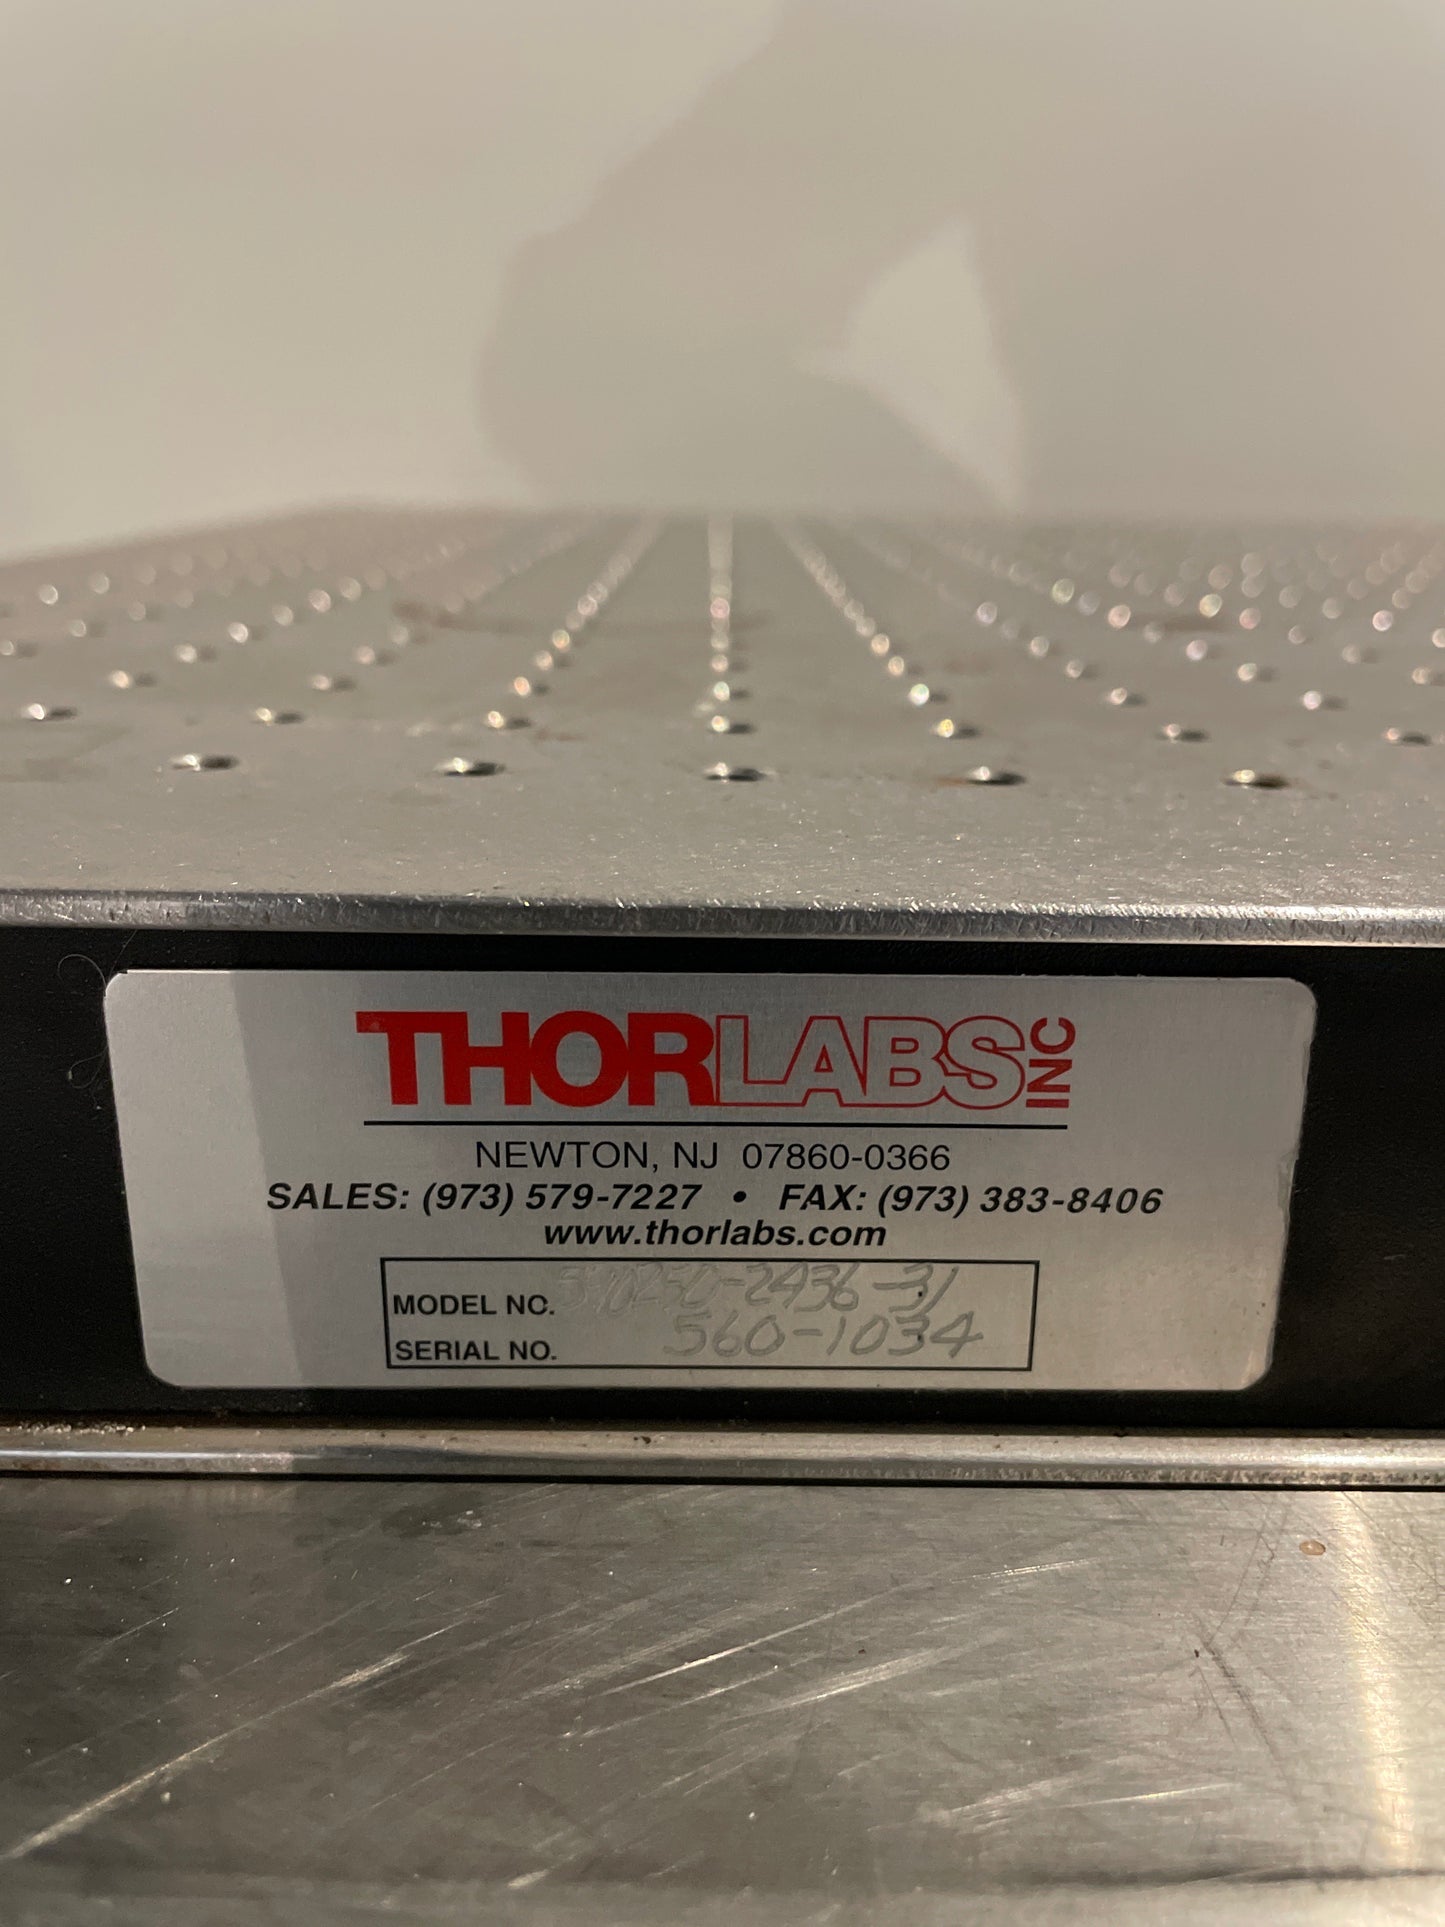 THORLABS INC
NEWTON, NJ 07860-0366
SALES: (973) 579-7227 • FAX: (973) 383-8406
www.thorlabs.com
MODEL NO.
SERIAL NO. 560-1034